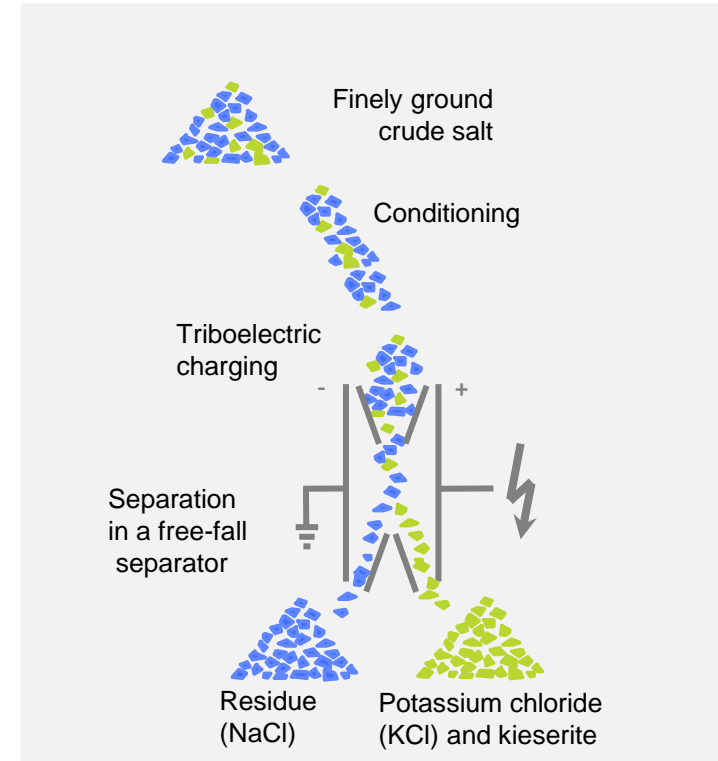 Finely ground
crude salt
Conditioning
Triboelectric
charging
-
+
Separation
in a free-fall
separator
Residue
(NaCl)
Potassium chloride
(KCl) and kieserite